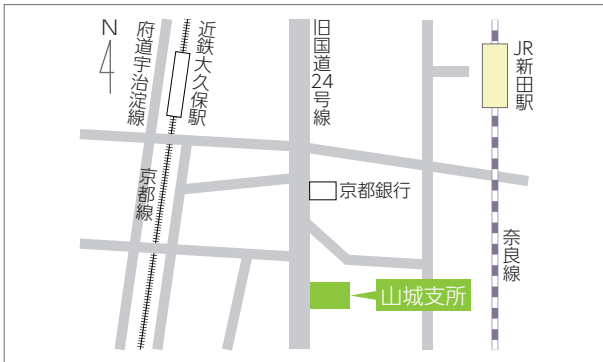 N
府道宇治淀線
近鉄大久保駅
旧国道24号線
JR新田駅
京都線
京都銀行
奈良線
山城支所